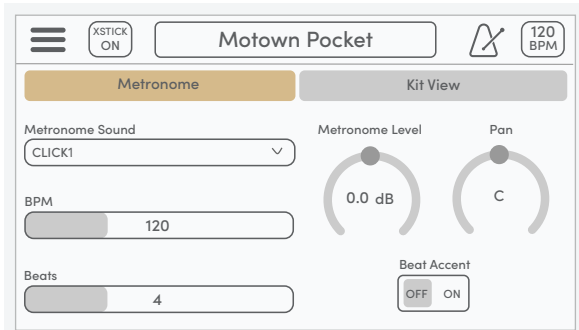 XSTICK
ON
Motown Pocket
120
BPM
Metronome
Kit View
Metronome Sound
CLICK1
Metronome Level
Pan
0.0 dB
C
BPM
120
Beats
4
Beat Accent
OFF ON